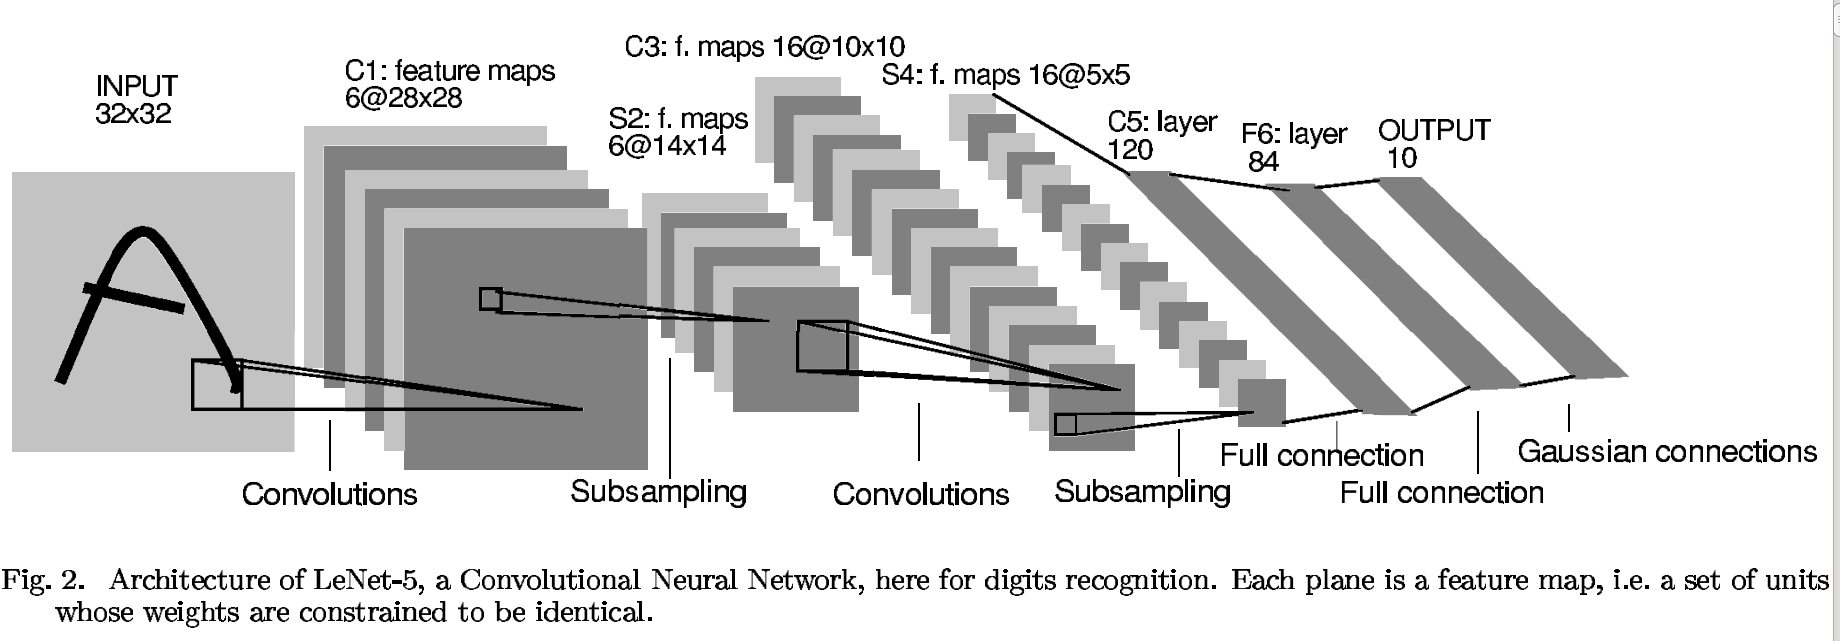 INPUT
32x32
C1: feature maps
6@28x28
C3: f. maps 16@10x10
S2: f. maps
6@14x14
S4: f. maps 16@5x5
C5: layer
120
F6: layer
84
OUTPUT
10
Convolutions
Subsampling
Convolutions
Subsampling
Full connection
Full connection
Gaussian connections
Fig. 2. Architecture of LeNet-5, a Convolutional Neural Network, here for digits recognition. Each plane is a feature map, i.e. a set of units
whose weights are constrained to be identical.